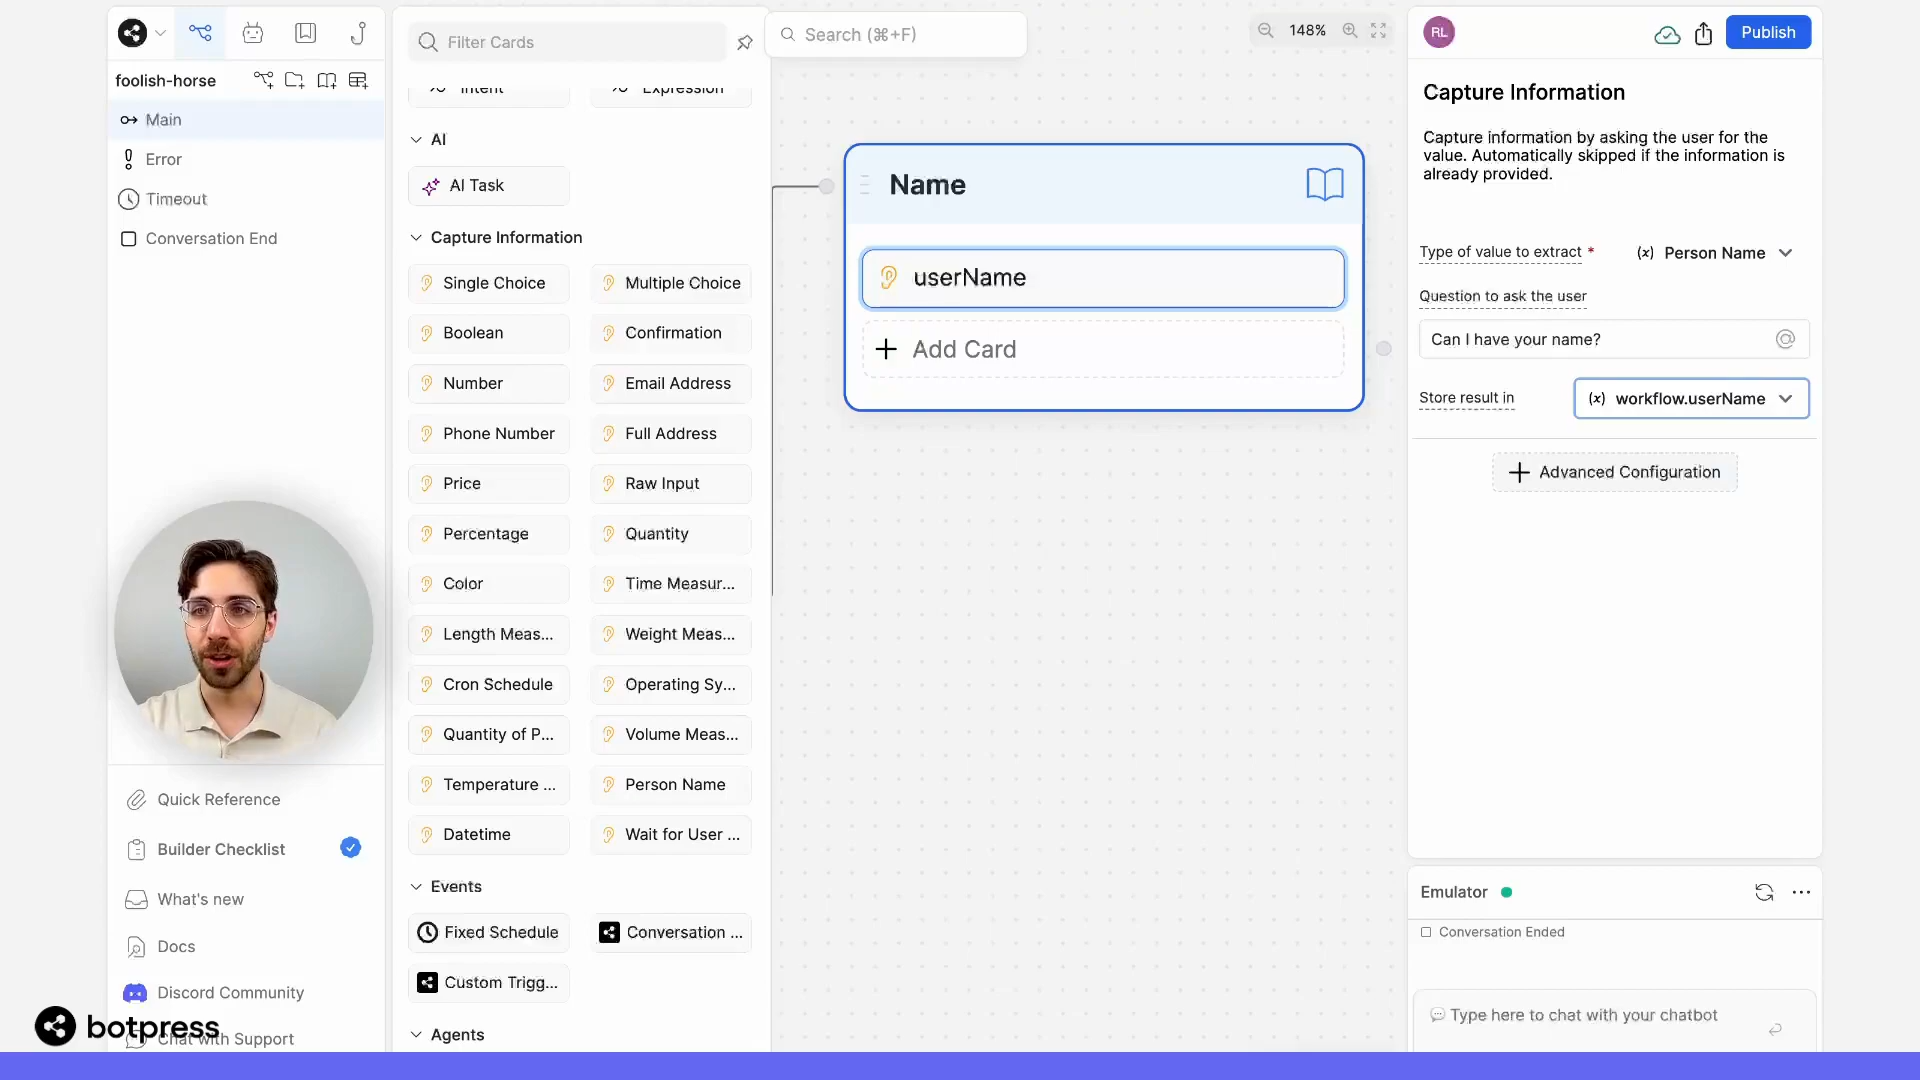 foolish-horse
Main
Error
Timeout
Conversation End
Quick Reference
Builder Checklist
What's new
Docs
Discord Community
Chat with Support
botpress
Filter Cards
Intent
Expression
AI
AI Task
Capture Information
Single Choice
Multiple Choice
Boolean
Confirmation
Number
Email Address
Phone Number
Full Address
Price
Raw Input
Percentage
Quantity
Color
Time Measur...
Length Meas...
Weight Meas...
Cron Schedule
Operating Sy...
Quantity of P...
Volume Meas...
Temperature ...
Person Name
Datetime
Wait for User ...
Events
Fixed Schedule
Conversation ...
Custom Trigg...
Agents
Search (⌘+F)
148%
Name
userName
Add Card
RL
Publish
Capture Information
Capture information by asking the user for the
value. Automatically skipped if the information is
already provided.
Type of value to extract *
(x) Person Name
Question to ask the user
Can I have your name?
@
Store result in
(x) workflow.userName
Advanced Configuration
Emulator
Conversation Ended
Type here to chat with your chatbot